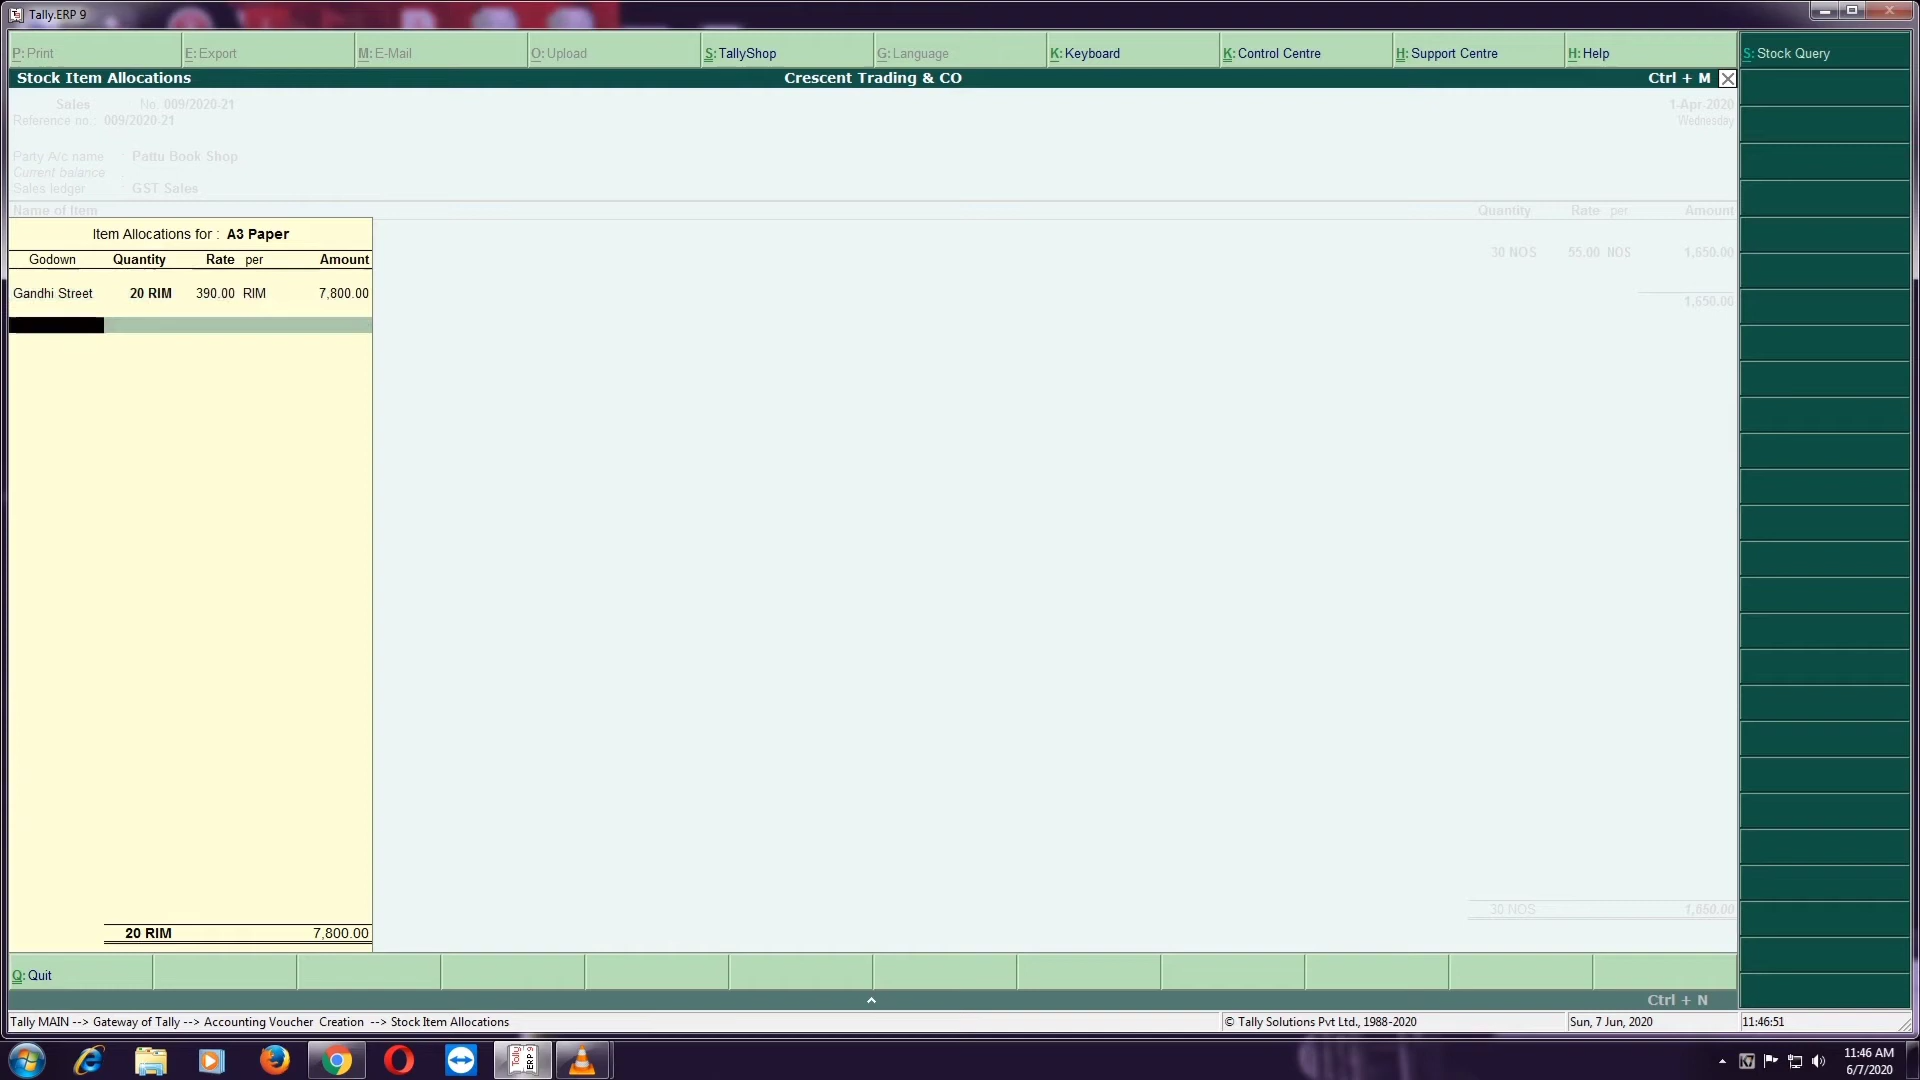 Tally.ERP 9
P: Print E: Export M: E-Mail O: Upload S: TallyShop G: Language K: Keyboard K: Control Centre H: Support Centre H: Help S: Stock Query
Stock Item Allocations Crescent Trading & CO Ctrl + M
Sales No. 009/2020-21 1-Apr-2020
Reference no.: 009/2020-21 Wednesday
Party A/c name : Pattu Book Shop
Current balance :
Sales ledger : GST Sales
Name of Item Quantity Rate per Amount
Item Allocations for : A3 Paper
30 NOS 55.00 NOS 1,650.00
Godown Quantity Rate per Amount
Gandhi Street 20 RIM 390.00 RIM 7,800.00
1,650.00
30 NOS 1,650.00
20 RIM 7,800.00
Q: Quit
Ctrl + N
Tally MAIN --> Gateway of Tally --> Accounting Voucher Creation --> Stock Item Allocations © Tally Solutions Pvt Ltd., 1988-2020 Sun, 7 Jun, 2020 11:46:51
Tally ERP 9
K7
11:46 AM
6/7/2020